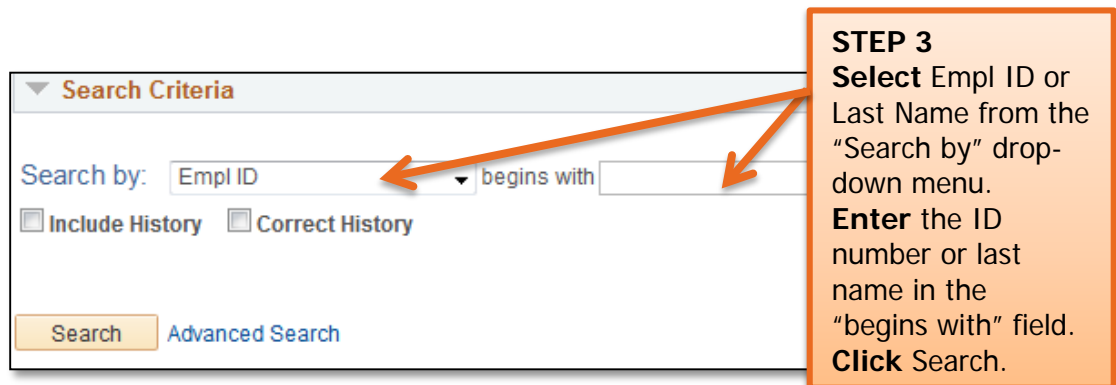 Search Criteria
Search by: Empl ID begins with
Include History Correct History
Search Advanced Search
STEP 3
Select Empl ID or
Last Name from the
“Search by” drop-
down menu.
Enter the ID
number or last
name in the
“begins with” field.
Click Search.